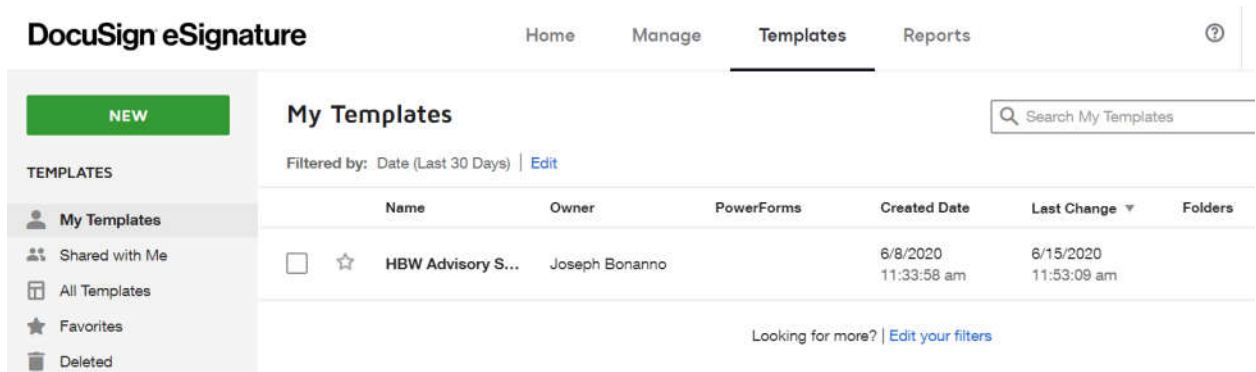 DocuSign eSignature
Home Manage Templates Reports
NEW
TEMPLATES
My Templates
Shared with Me
All Templates
Favorites
Deleted
My Templates
Search My Templates
Filtered by: Date (Last 30 Days) | Edit
Name Owner PowerForms Created Date Last Change Folders
HBW Advisory S... Joseph Bonanno 6/8/2020 6/15/2020
11:33:58 am 11:53:09 am
Looking for more? | Edit your filters